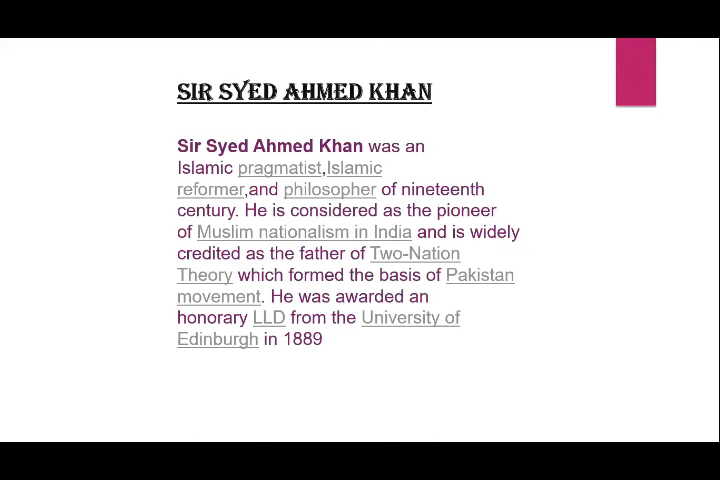 SIR SYED AHMED KHAN
Sir Syed Ahmed Khan was an
Islamic pragmatist,Islamic
reformer,and philosopher of nineteenth
century. He is considered as the pioneer
of Muslim nationalism in India and is widely
credited as the father of Two-Nation
Theory which formed the basis of Pakistan
movement. He was awarded an
honorary LLD from the University of
Edinburgh in 1889